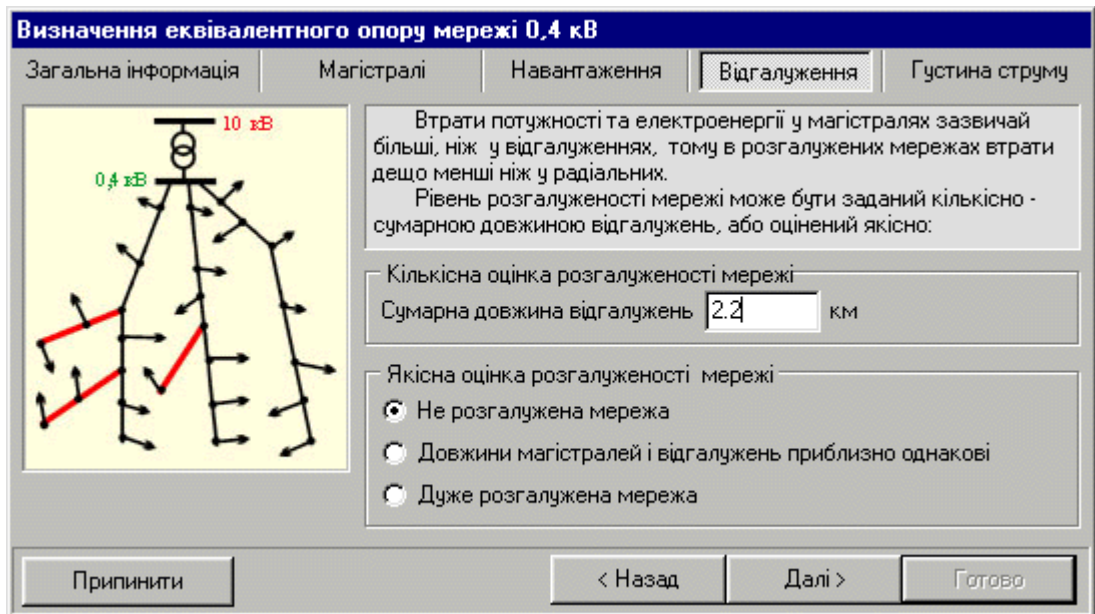 Визначення еквівалентного опору мережі 0,4 кВ
Загальна інформація Магістралі Навантаження Відгалуження Густина струму
10 кВ
0,4 кВ
Втрати потужності та електроенергії у магістралях зазвичай
більші, ніж у відгалуженнях, тому в розгалужених мережах втрати
дещо менші ніж у радіальних.
Рівень розгалуженості мережі може бути заданий кількісно -
сумарною довжиною відгалужень, або оцінений якісно:
Кількісна оцінка розгалуженості мережі
Сумарна довжина відгалужень 2.2 км
Якісна оцінка розгалуженості мережі
Не розгалужена мережа
Довжини магістралей і відгалужень приблизно однакові
Дуже розгалужена мережа
Припинити < Назад Далі > Готово